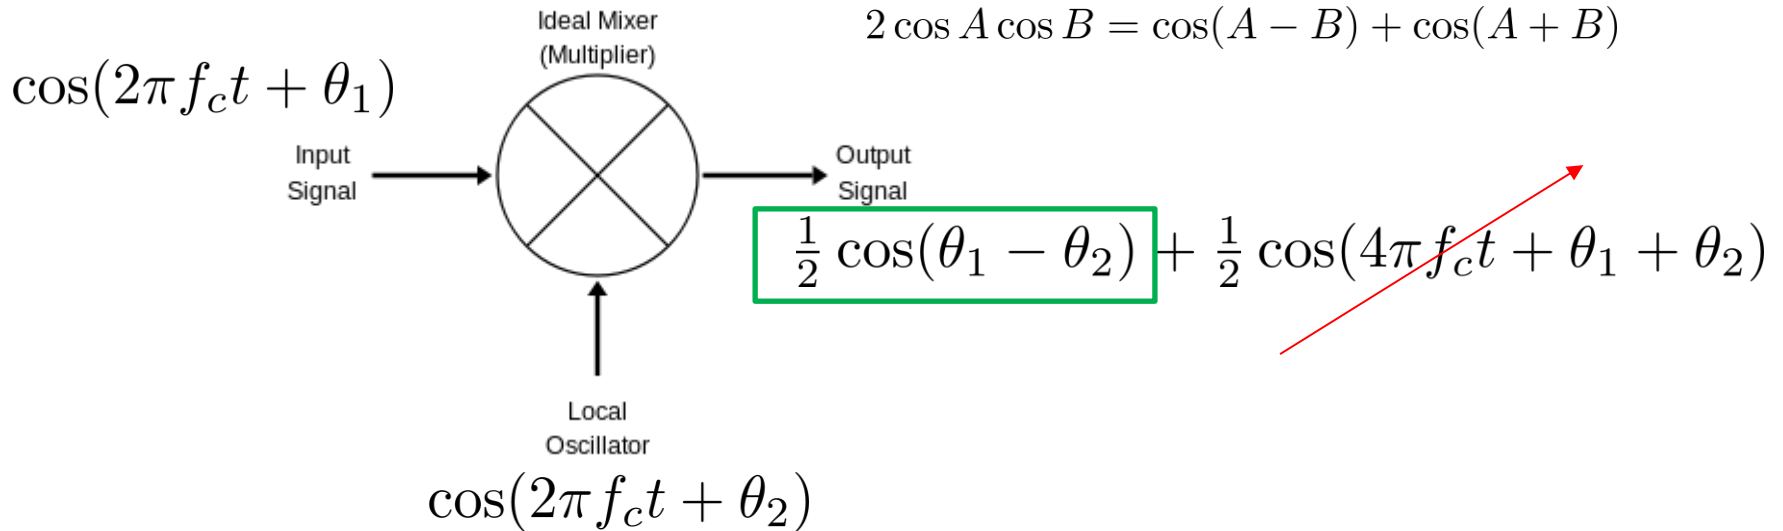 Ideal Mixer
(Multiplier)
2 cos A cos B = cos(A − B) + cos(A + B)
cos(2πf_c t + θ_1)
Input
Signal
Output
Signal
½ cos(θ_1 − θ_2) + ½ cos(4πf_c t + θ_1 + θ_2)
Local
Oscillator
cos(2πf_c t + θ_2)